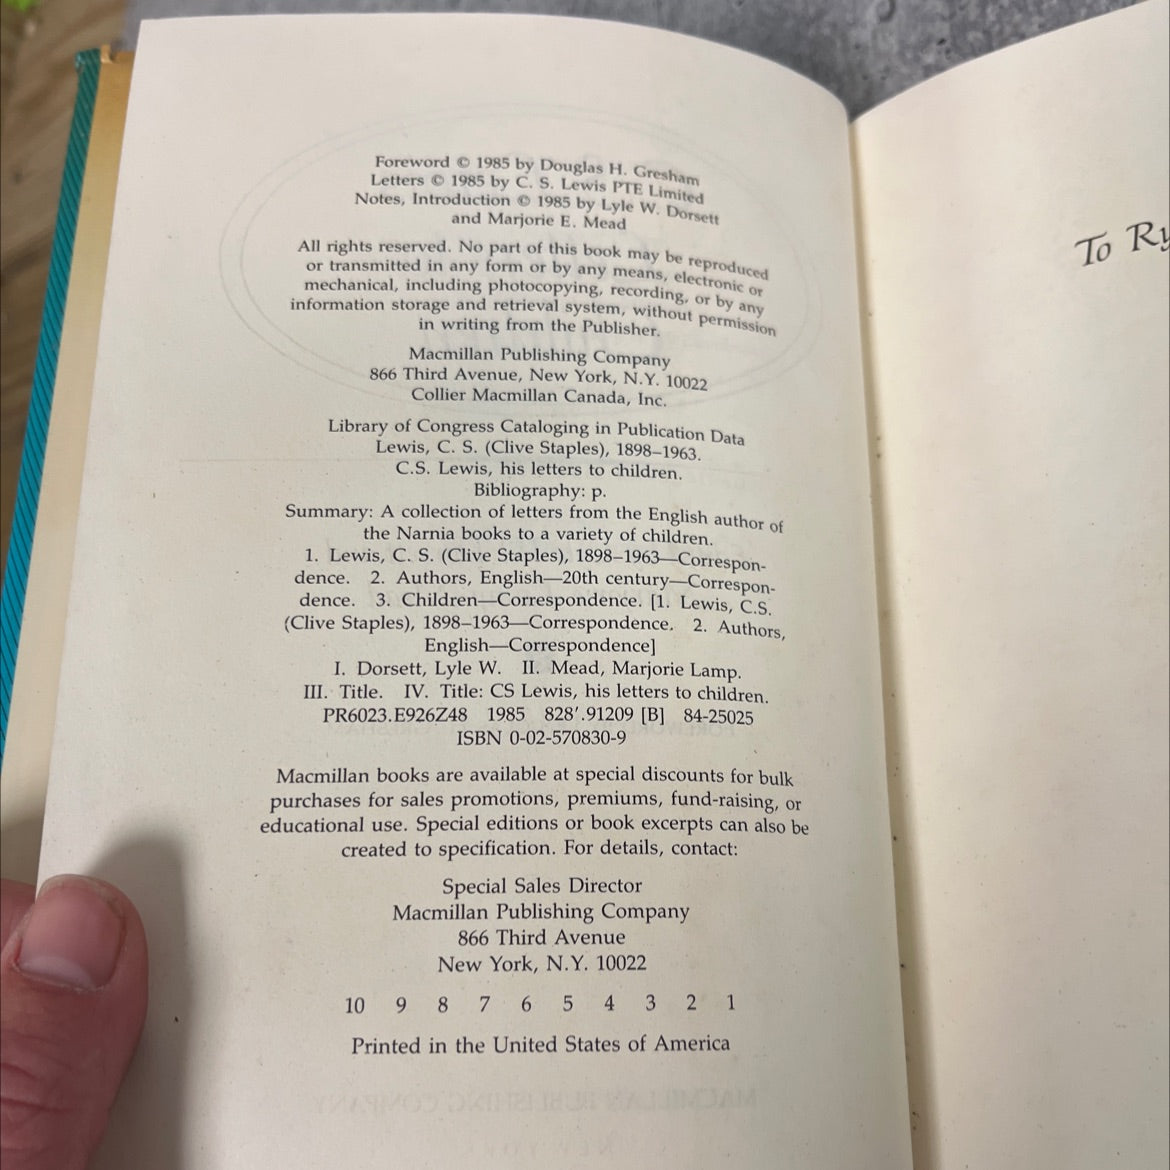 Foreword © 1985 by Douglas H. Gresham
Letters © 1985 by C. S. Lewis PTE Limited
Notes, Introduction © 1985 by Lyle W. Dorsett
and Marjorie E. Mead
All rights reserved. No part of this book may be reproduced
or transmitted in any form or by any means, electronic or
mechanical, including photocopying, recording, or by any
information storage and retrieval system, without permission
in writing from the Publisher.
Macmillan Publishing Company
866 Third Avenue, New York, N.Y. 10022
Collier Macmillan Canada, Inc.
Library of Congress Cataloging in Publication Data
Lewis, C. S. (Clive Staples), 1898–1963.
C.S. Lewis, his letters to children.
Bibliography: p.
Summary: A collection of letters from the English author of
the Narnia books to a variety of children.
1. Lewis, C. S. (Clive Staples), 1898–1963—Correspon-
dence. 2. Authors, English—20th century—Correspon-
dence. 3. Children—Correspondence. [1. Lewis, C.S.
(Clive Staples), 1898–1963—Correspondence. 2. Authors,
English—Correspondence]
I. Dorsett, Lyle W. II. Mead, Marjorie Lamp.
III. Title. IV. Title: CS Lewis, his letters to children.
PR6023.E926Z48 1985 828′.91209 [B] 84-25025
ISBN 0-02-570830-9
Macmillan books are available at special discounts for bulk
purchases for sales promotions, premiums, fund-raising, or
educational use. Special editions or book excerpts can also be
created to specification. For details, contact:
Special Sales Director
Macmillan Publishing Company
866 Third Avenue
New York, N.Y. 10022
10 9 8 7 6 5 4 3 2 1
Printed in the United States of America
To